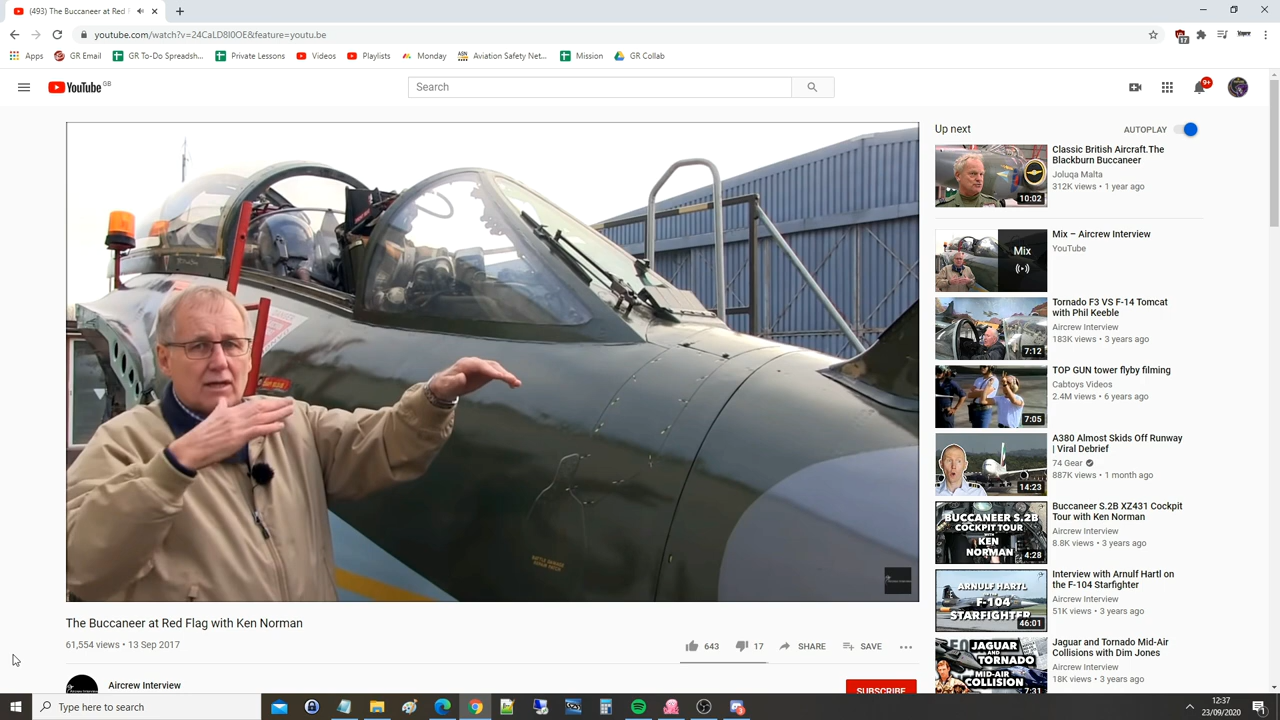 (493) The Buccaneer at Red F
youtube.com/watch?v=24CaLD8I0OE&feature=youtu.be
17
Apps
GR Email
GR To-Do Spreadsh...
Private Lessons
Videos
Playlists
Monday
ASN
Aviation Safety Net...
Mission
GR Collab
YouTube GB
Search
9+
Up next
AUTOPLAY
Classic British Aircraft.The
Blackburn Buccaneer
Joluqa Malta
312K views • 1 year ago
10:02
Mix – Aircrew Interview
YouTube
Mix
Tornado F3 VS F-14 Tomcat
with Phil Keeble
Aircrew Interview
183K views • 3 years ago
7:12
TOP GUN tower flyby filming
Cabtoys Videos
2.4M views • 6 years ago
7:05
A380 Almost Skids Off Runway
| Viral Debrief
74 Gear
887K views • 1 month ago
14:23
Buccaneer S.2B XZ431 Cockpit
Tour with Ken Norman
Aircrew Interview
8.8K views • 3 years ago
BUCCANEER S.2B
COCKPIT TOUR
WITH
KEN
NORMAN
4:28
Interview with Arnulf Hartl on
the F-104 Starfighter
Aircrew Interview
51K views • 3 years ago
ARNULF HARTL
F-104
STARFIGHTER
46:01
Jaguar and Tornado Mid-Air
Collisions with Dim Jones
Aircrew Interview
18K views • 3 years ago
JAGUAR
AND
TORNADO
MID-AIR
COLLISION
7:31
The Buccaneer at Red Flag with Ken Norman
61,554 views • 13 Sep 2017
643
17
SHARE
SAVE
Aircrew Interview
SUBSCRIBE
Type here to search
12:37
23/09/2020
1